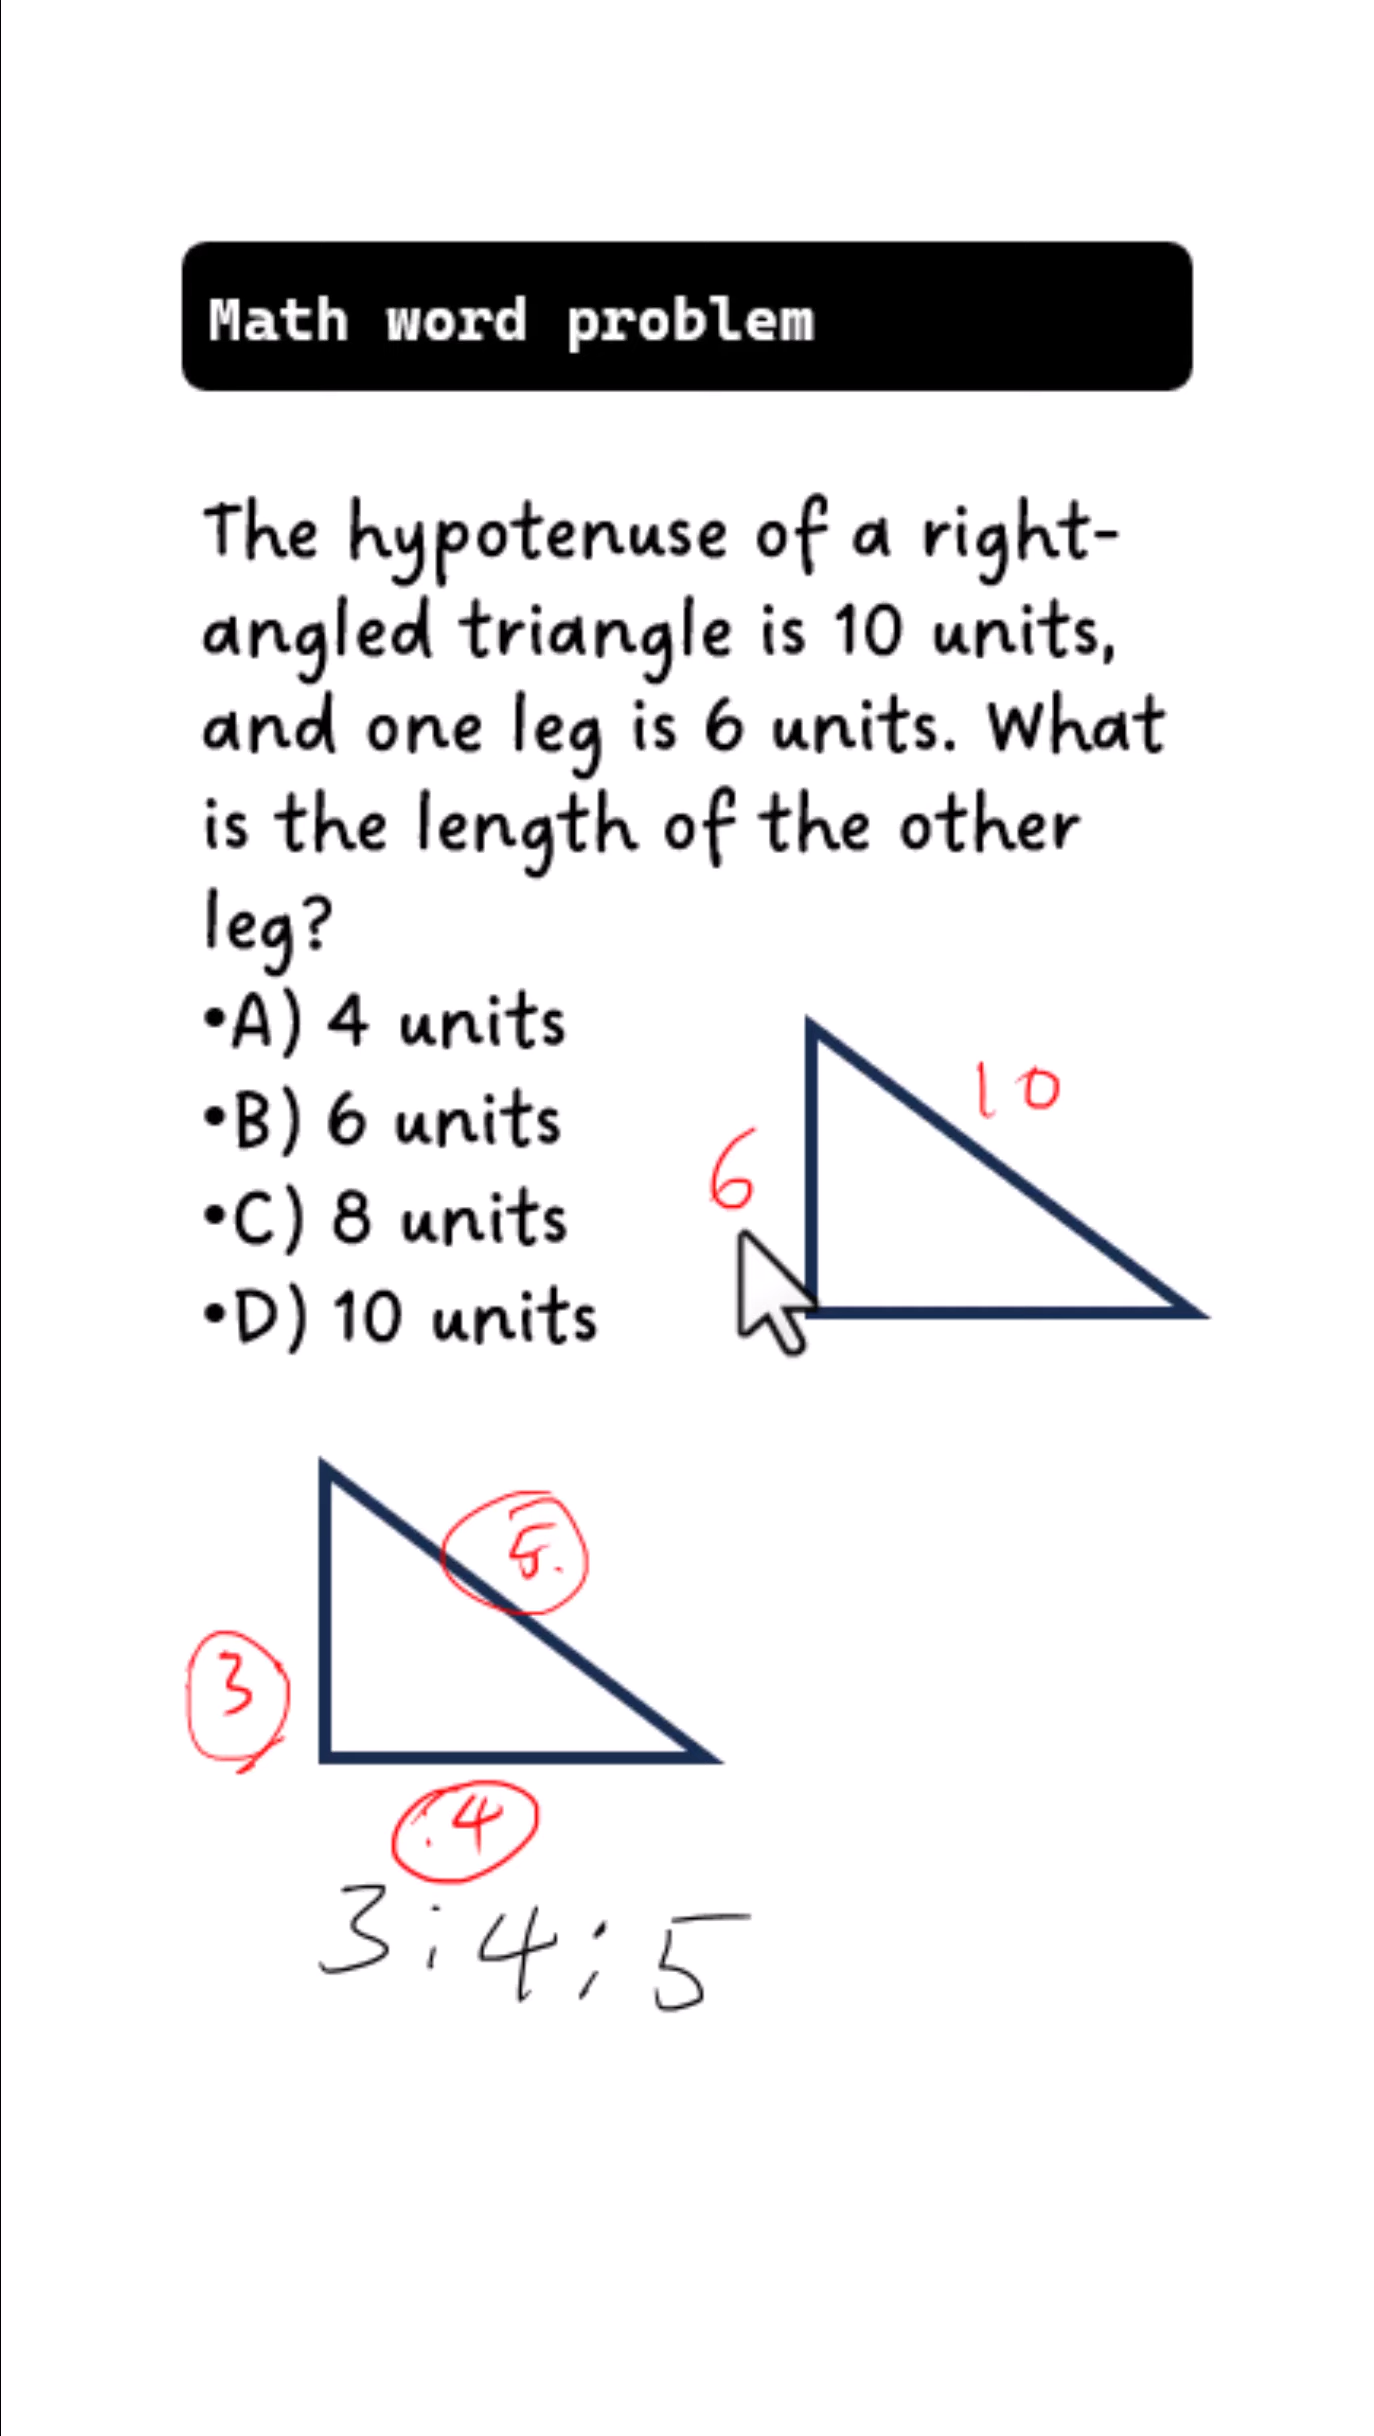 Math word problem
The hypotenuse of a right-
angled triangle is 10 units,
and one leg is 6 units. What
is the length of the other
leg?
•A) 4 units
•B) 6 units
•C) 8 units
•D) 10 units
10
6
5
3
4
3:4:5